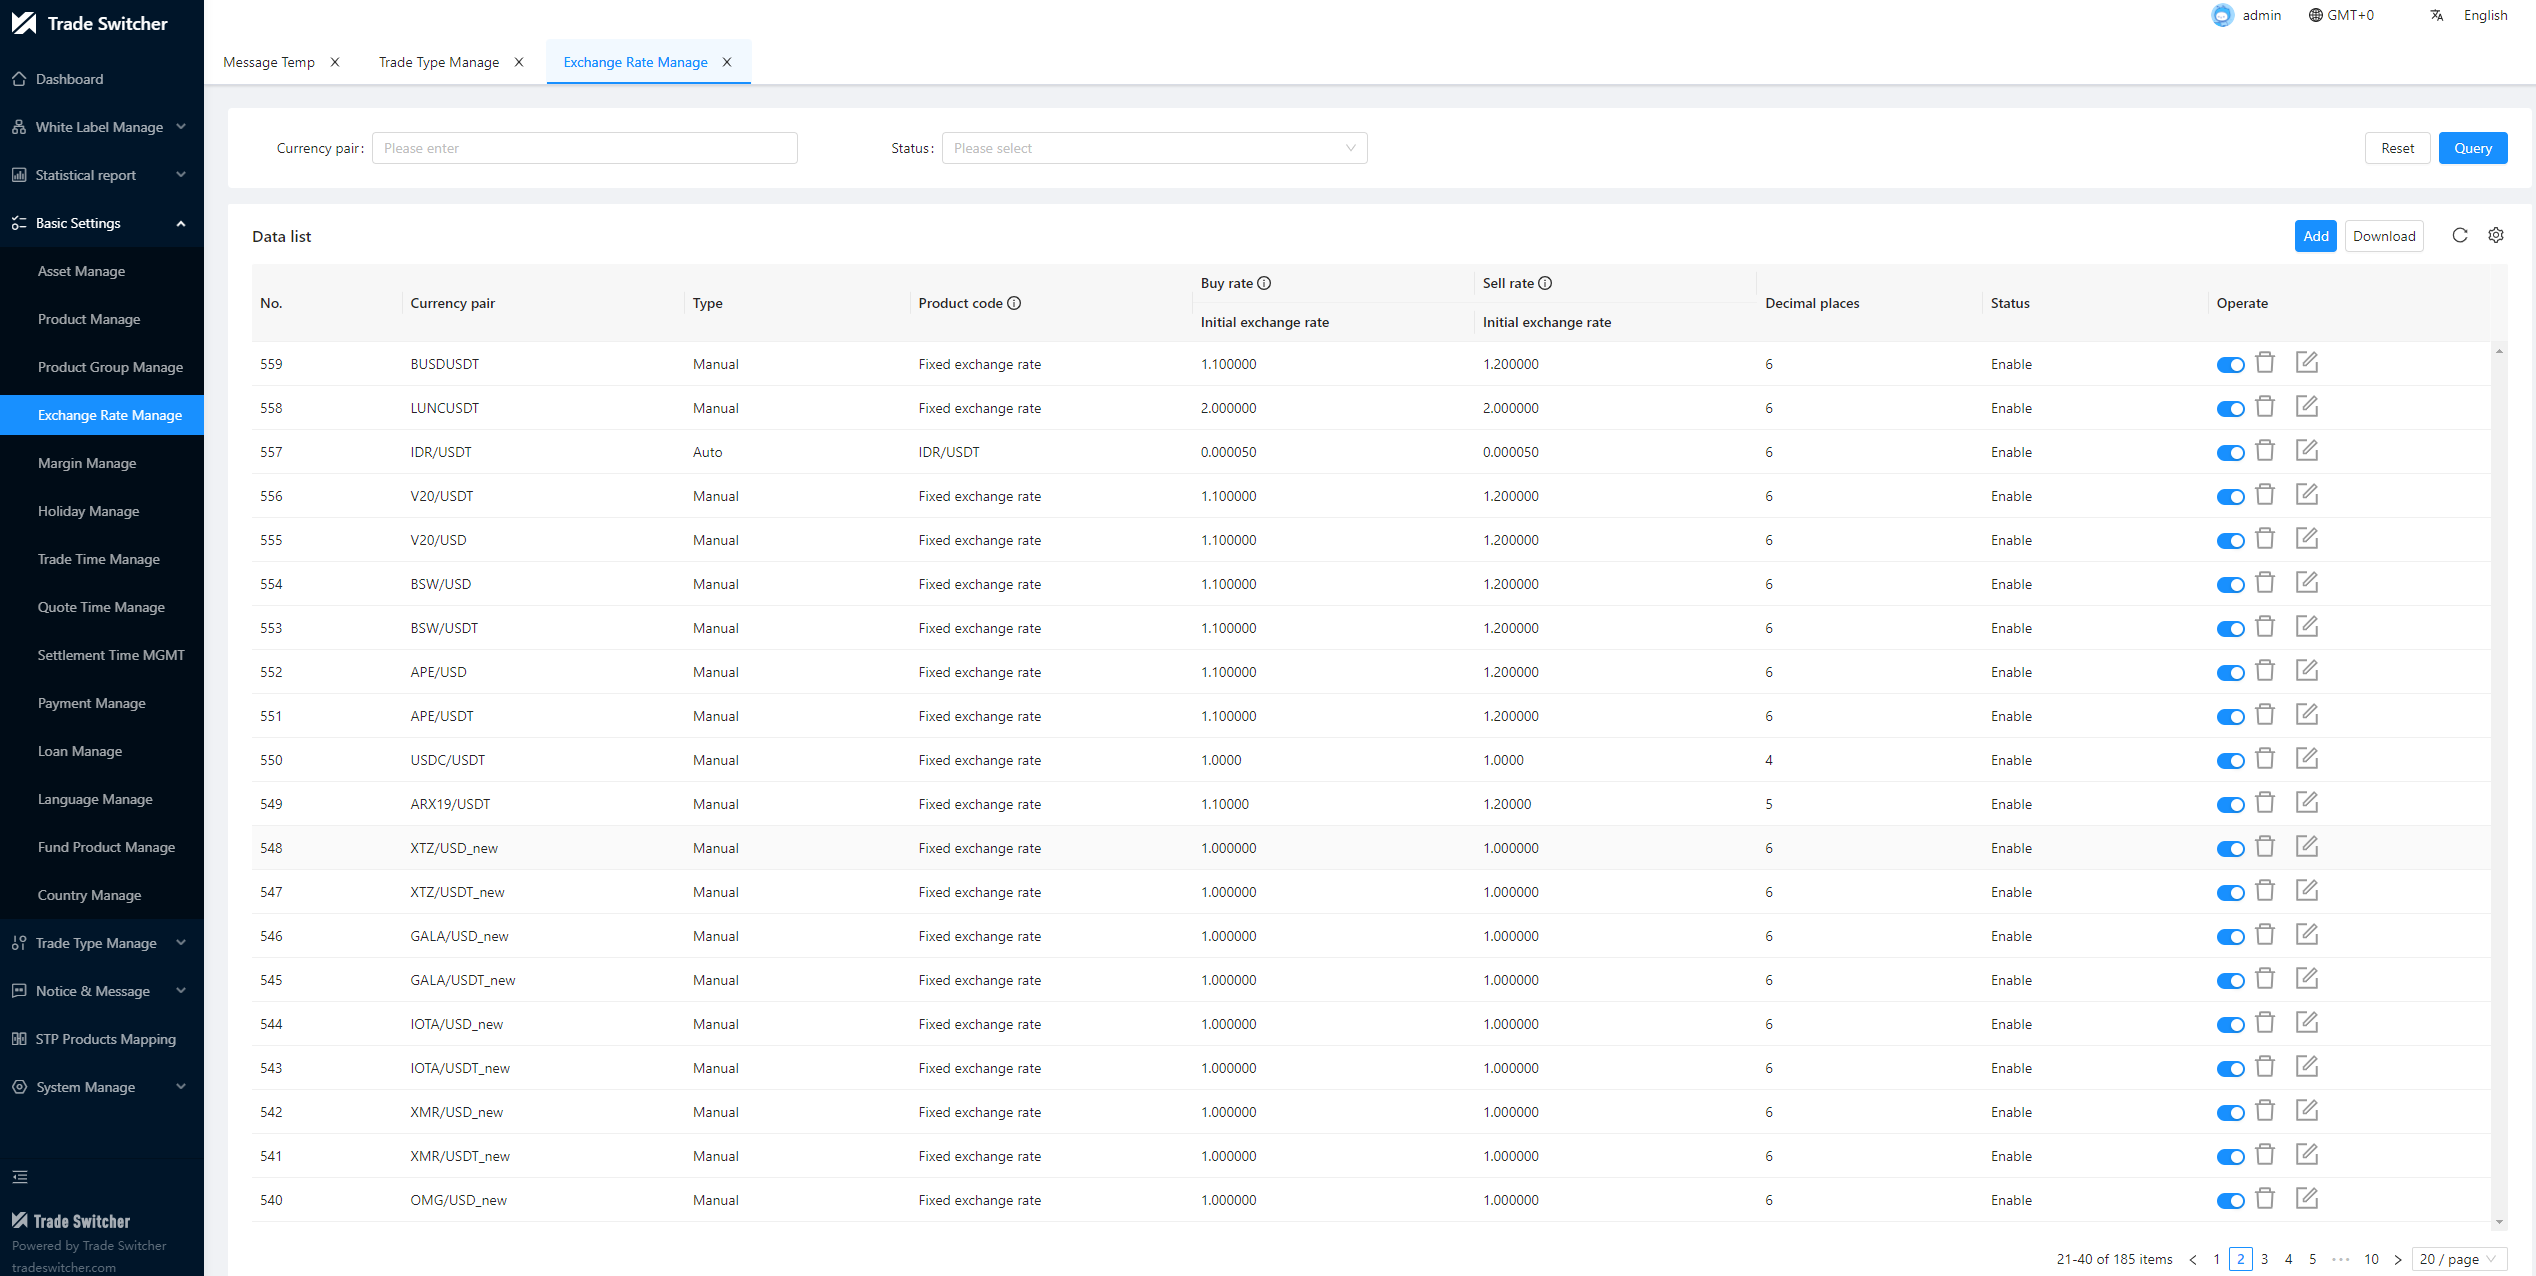 Trade Switcher
admin
GMT+0
English
Message Temp
Trade Type Manage
Exchange Rate Manage
Dashboard
White Label Manage
Statistical report
Basic Settings
Asset Manage
Product Manage
Product Group Manage
Exchange Rate Manage
Margin Manage
Holiday Manage
Trade Time Manage
Quote Time Manage
Settlement Time MGMT
Payment Manage
Loan Manage
Language Manage
Fund Product Manage
Country Manage
Trade Type Manage
Notice & Message
STP Products Mapping
System Manage
Trade Switcher
Powered by Trade Switcher
tradeswitcher.com
Currency pair: Please enter Status: Please select Reset Query
Data list Add Download
No. Currency pair Type Product code Buy rate Sell rate Decimal places Status Operate
Initial exchange rate Initial exchange rate
559 BUSDUSDT Manual Fixed exchange rate 1.100000 1.200000 6 Enable
558 LUNCUSDT Manual Fixed exchange rate 2.000000 2.000000 6 Enable
557 IDR/USDT Auto IDR/USDT 0.000050 0.000050 6 Enable
556 V20/USDT Manual Fixed exchange rate 1.100000 1.200000 6 Enable
555 V20/USD Manual Fixed exchange rate 1.100000 1.200000 6 Enable
554 BSW/USD Manual Fixed exchange rate 1.100000 1.200000 6 Enable
553 BSW/USDT Manual Fixed exchange rate 1.100000 1.200000 6 Enable
552 APE/USD Manual Fixed exchange rate 1.100000 1.200000 6 Enable
551 APE/USDT Manual Fixed exchange rate 1.100000 1.200000 6 Enable
550 USDC/USDT Manual Fixed exchange rate 1.0000 1.0000 4 Enable
549 ARX19/USDT Manual Fixed exchange rate 1.10000 1.20000 5 Enable
548 XTZ/USD_new Manual Fixed exchange rate 1.000000 1.000000 6 Enable
547 XTZ/USDT_new Manual Fixed exchange rate 1.000000 1.000000 6 Enable
546 GALA/USD_new Manual Fixed exchange rate 1.000000 1.000000 6 Enable
545 GALA/USDT_new Manual Fixed exchange rate 1.000000 1.000000 6 Enable
544 IOTA/USD_new Manual Fixed exchange rate 1.000000 1.000000 6 Enable
543 IOTA/USDT_new Manual Fixed exchange rate 1.000000 1.000000 6 Enable
542 XMR/USD_new Manual Fixed exchange rate 1.000000 1.000000 6 Enable
541 XMR/USDT_new Manual Fixed exchange rate 1.000000 1.000000 6 Enable
540 OMG/USD_new Manual Fixed exchange rate 1.000000 1.000000 6 Enable
21-40 of 185 items < 1 2 3 4 5 ••• 10 > 20 / page